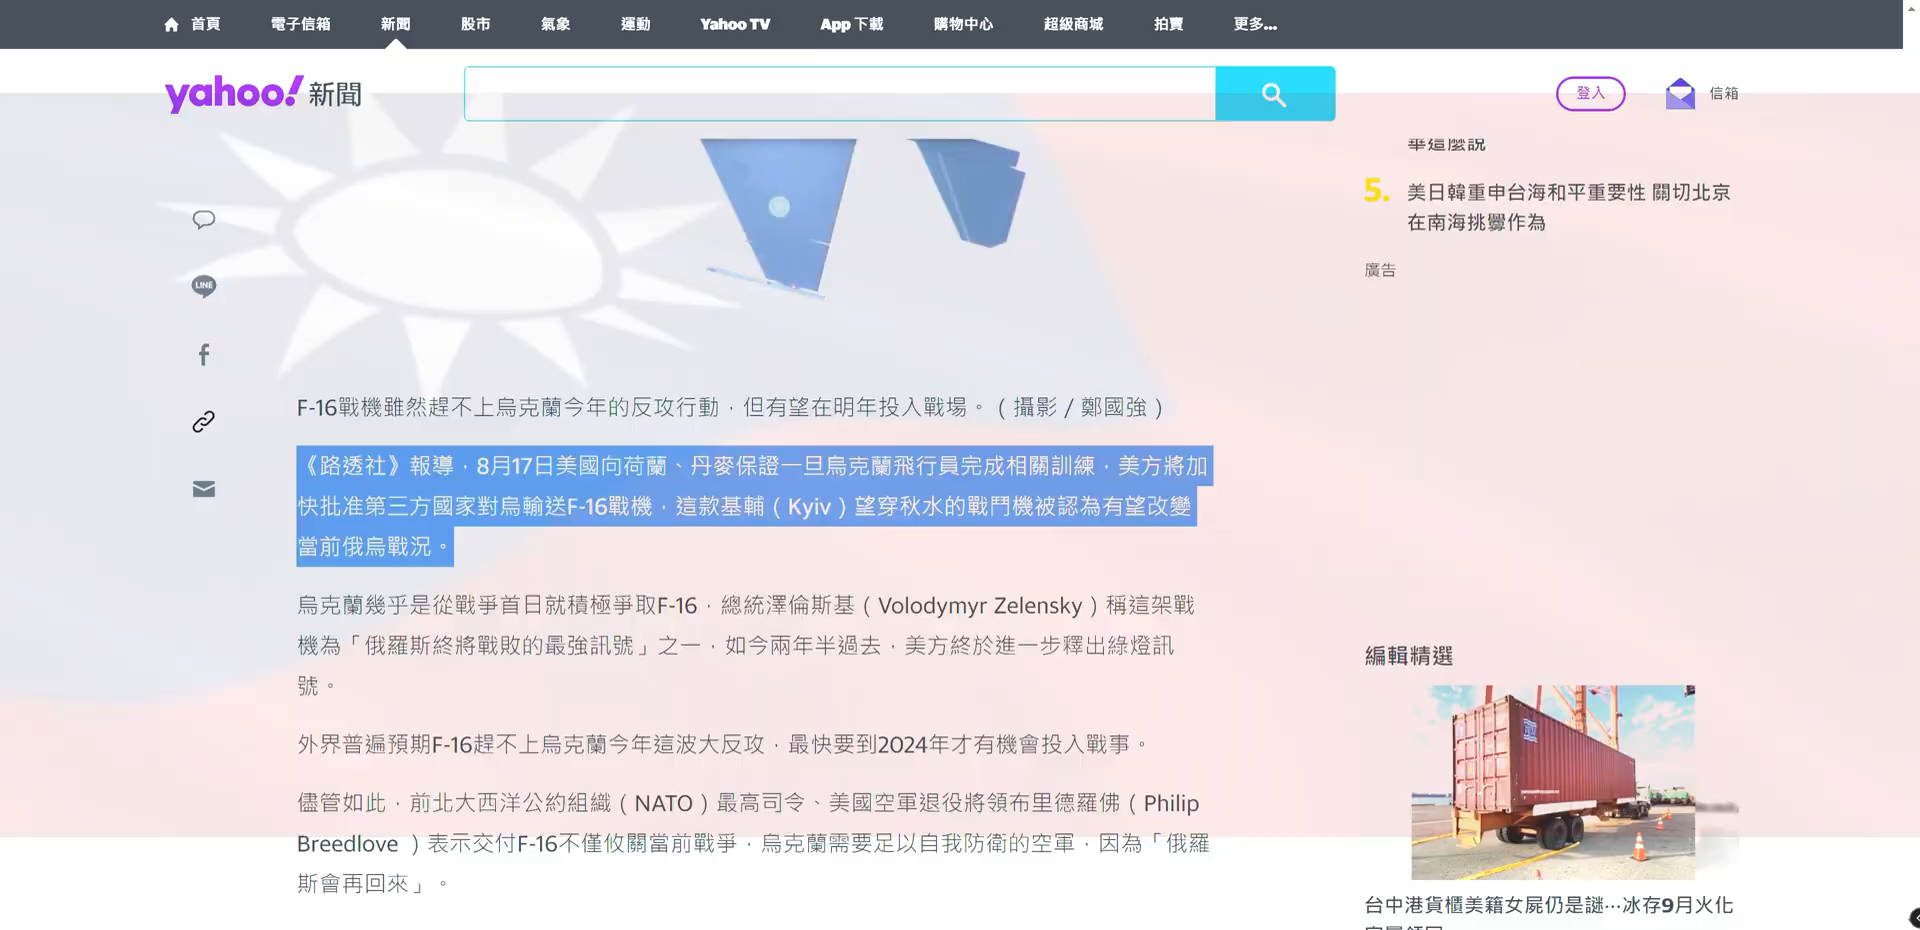 首頁 電子信箱 新聞 股市 氣象 運動 Yahoo TV App 下載 購物中心 超級商城 拍賣 更多...
yahoo!新聞
登入 信箱
華這麼說
5. 美日韓重申台海和平重要性 關切北京
在南海挑釁作為
廣告
LINE
F-16戰機雖然趕不上烏克蘭今年的反攻行動，但有望在明年投入戰場。（攝影／鄭國強）
《路透社》報導，8月17日美國向荷蘭、丹麥保證一旦烏克蘭飛行員完成相關訓練，美方將加
快批准第三方國家對烏輸送F-16戰機，這款基輔（Kyiv）望穿秋水的戰鬥機被認為有望改變
當前俄烏戰況。
烏克蘭幾乎是從戰爭首日就積極爭取F-16，總統澤倫斯基（Volodymyr Zelensky）稱這架戰
機為「俄羅斯終將戰敗的最強訊號」之一，如今兩年半過去，美方終於進一步釋出綠燈訊
號。
外界普遍預期F-16趕不上烏克蘭今年這波大反攻，最快要到2024年才有機會投入戰事。
儘管如此，前北大西洋公約組織（NATO）最高司令、美國空軍退役將領布里德羅佛（Philip
Breedlove ）表示交付F-16不僅攸關當前戰爭，烏克蘭需要足以自我防衛的空軍，因為「俄羅
斯會再回來」。
編輯精選
台中港貨櫃美籍女屍仍是謎…冰存9月火化